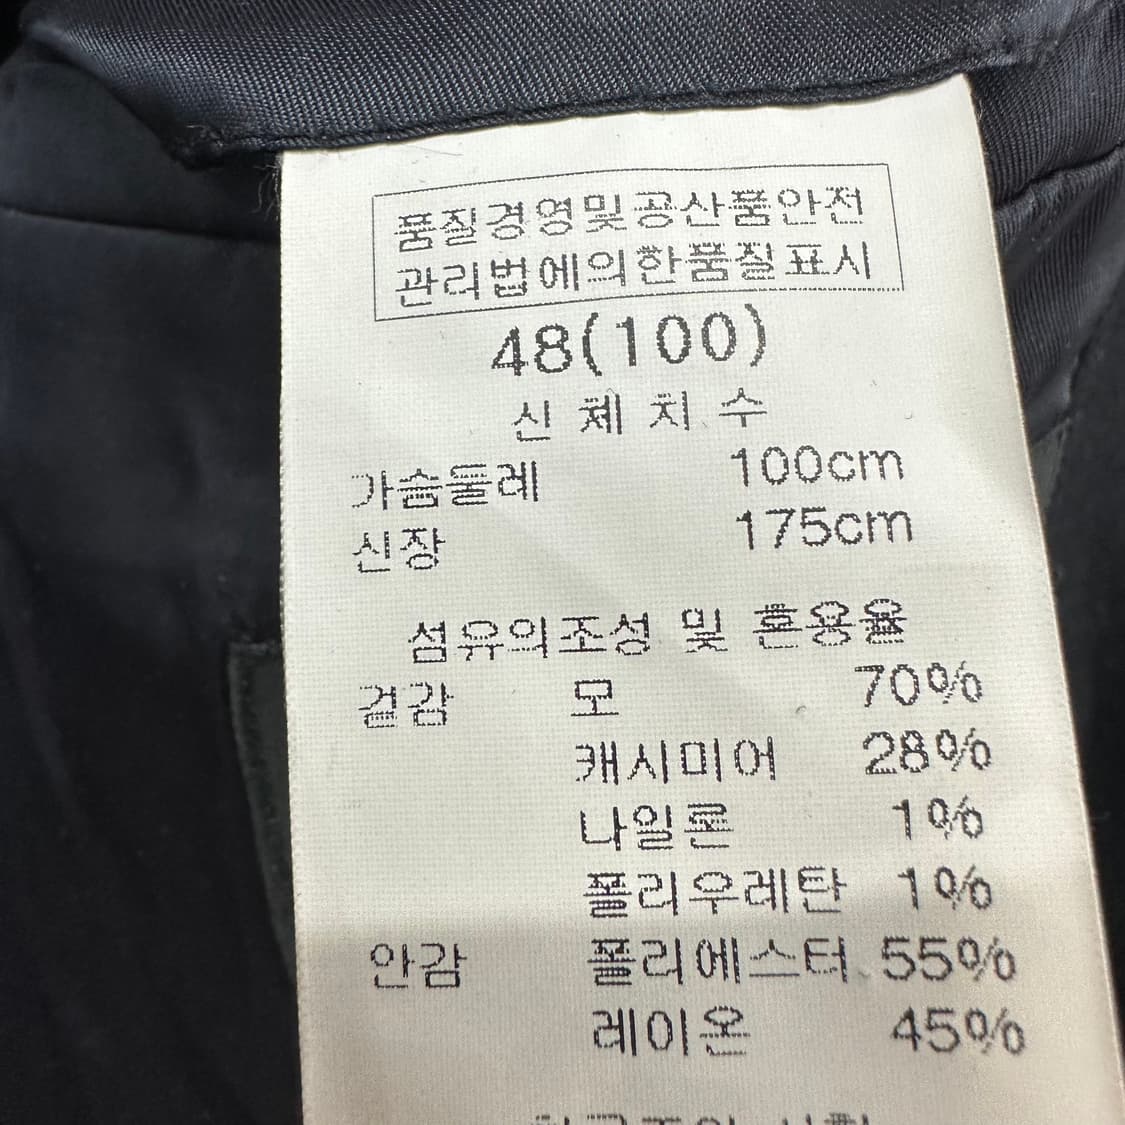 품질경영및공산품안전
관리법에의한품질표시
48(100)
신 체 치 수
가슴둘레 100cm
신장 175cm
섬유의조성 및 혼용율
겉감 모 70%
캐시미어 28%
나일론 1%
폴리우레탄 1%
안감 폴리에스터 55%
레이온 45%